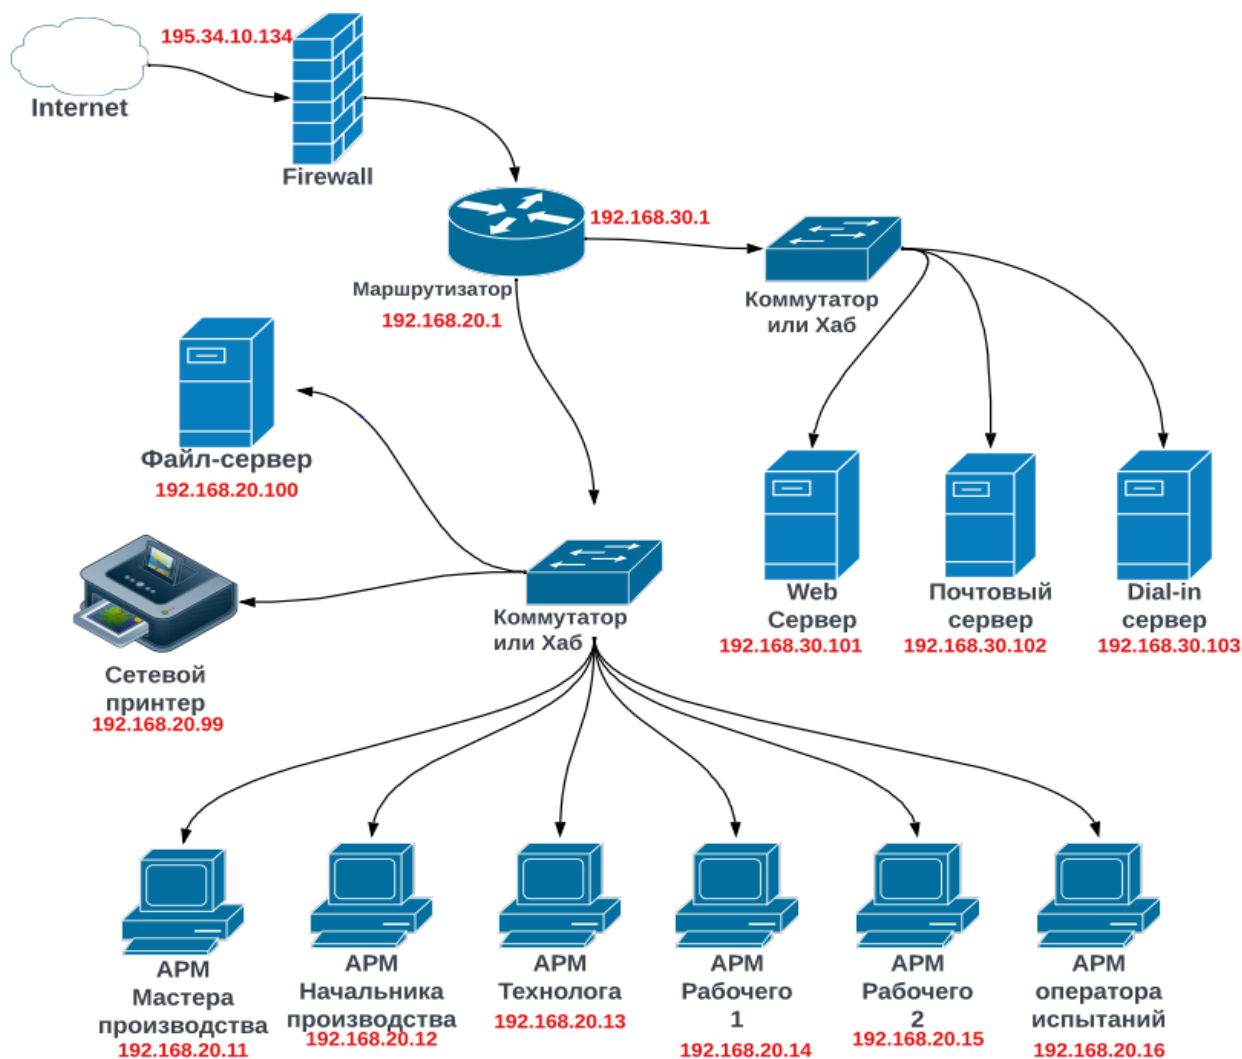 195.34.10.134
Internet
Firewall
192.168.30.1
Маршрутизатор
192.168.20.1
Коммутатор
или Хаб
Файл-сервер
192.168.20.100
Web
Сервер
192.168.30.101
Почтовый
сервер
192.168.30.102
Dial-in
сервер
192.168.30.103
Коммутатор
или Хаб
Сетевой
принтер
192.168.20.99
АРМ
Мастера
производства
192.168.20.11
АРМ
Начальника
производства
192.168.20.12
АРМ
Технолога
192.168.20.13
АРМ
Рабочего
1
192.168.20.14
АРМ
Рабочего
2
192.168.20.15
АРМ
оператора
испытаний
192.168.20.16